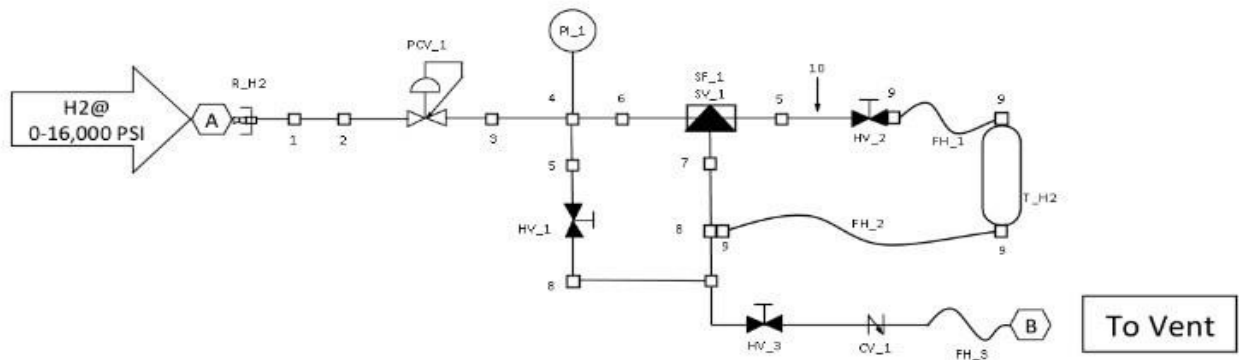 PI_1
PCV_1
R_H2
H2@
0-16,000 PSI
A
1
2
3
4
6
SF_1
SV_1
5
10
9
HV_2
FH_1
9
5
7
T_H2
HV_1
8
9
FH_2
9
8
HV_3
CV_1
FH_3
B
To Vent